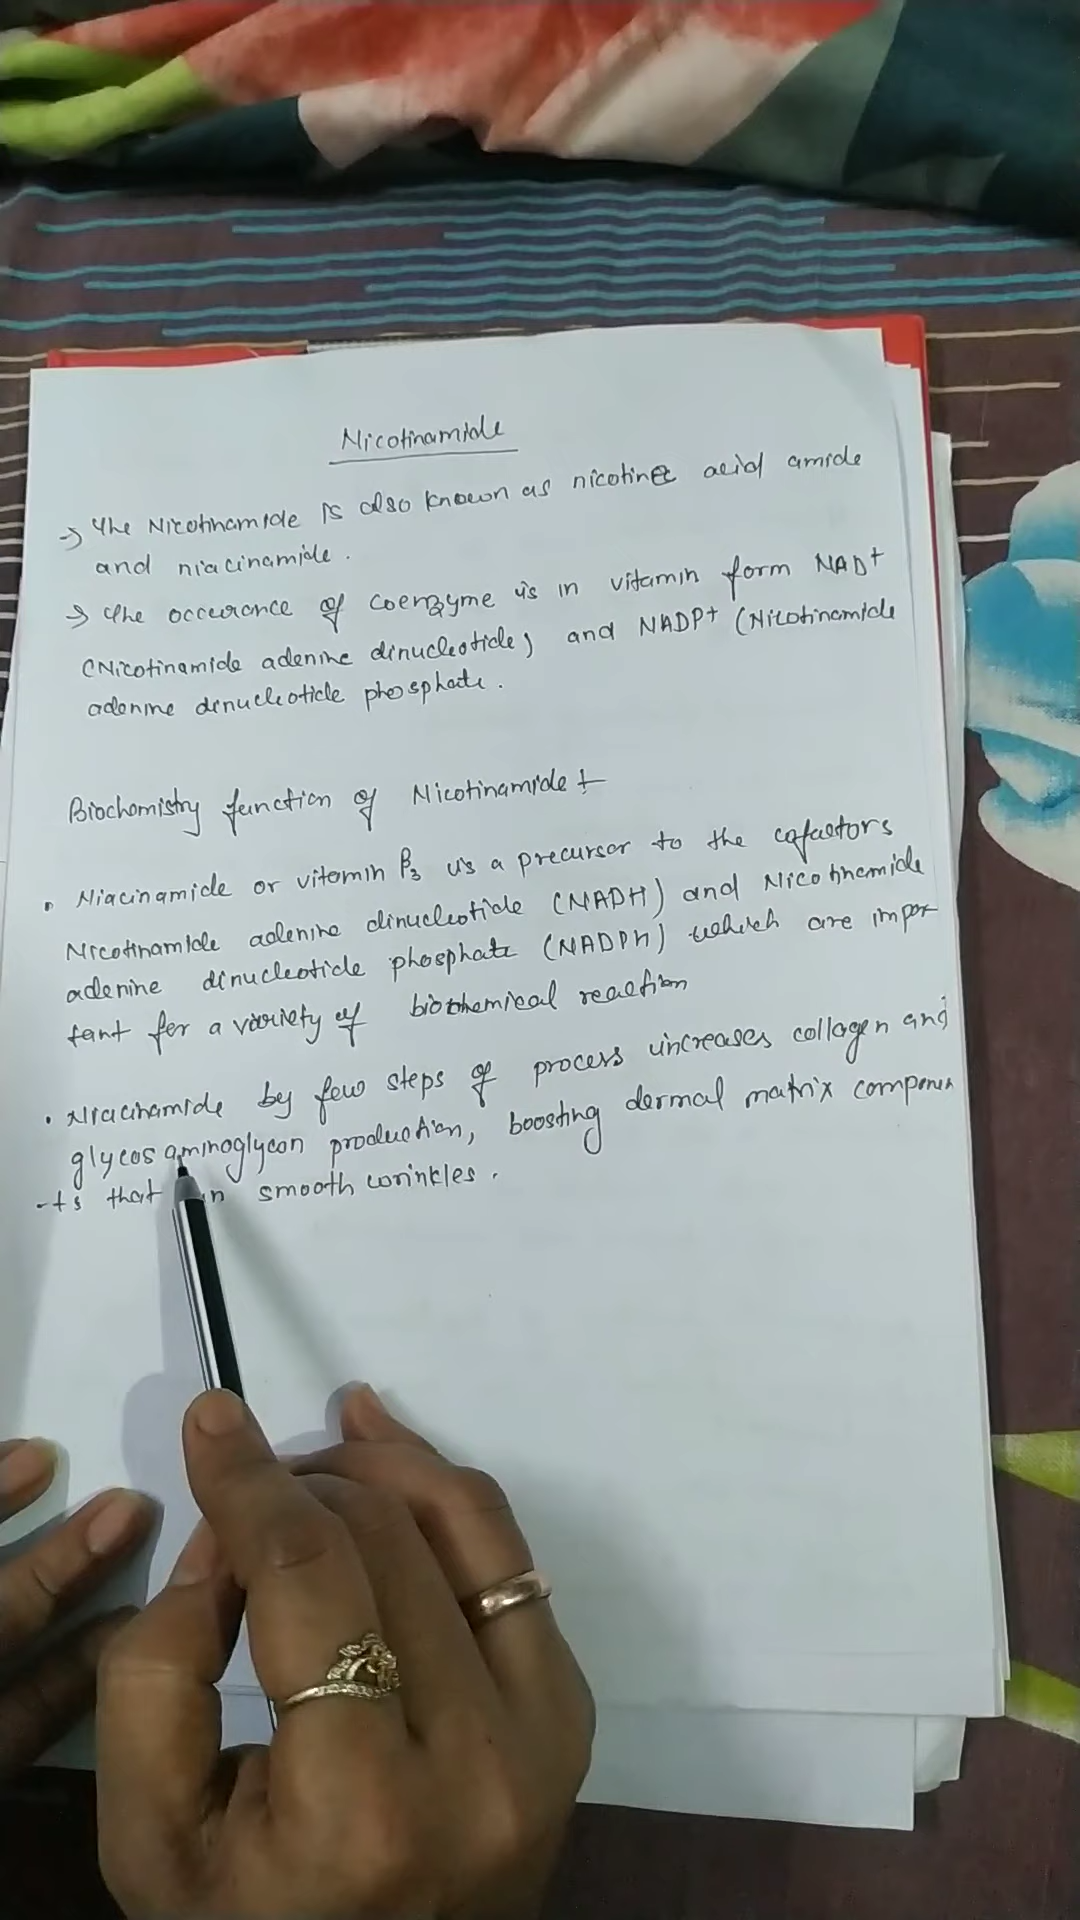 Nicotinamide
→ The Nicotinamide is also known as nicotine acid amide
and niacinamide.
→ The occurance of coenzyme is in vitamin form NAD+
(Nicotinamide adenine dinucleotide) and NADP+ (Nicotinamide
adenine dinucleoticle phosphate.
Biochemistry function of Nicotinamide :-
• Niacinamide or vitamin B3 is a precursor to the cofactors
Nicotinamide adenine dinucleotide (NADH) and Nicotinamide
adenine dinucleotide phosphate (NADPH) which are impor
tant for a variety of biochemical reaction
• Niacinamide by few steps of process increases collagen and
glycosaminoglycan production, boosting dermal matrix componen
-ts that smooth wrinkles.